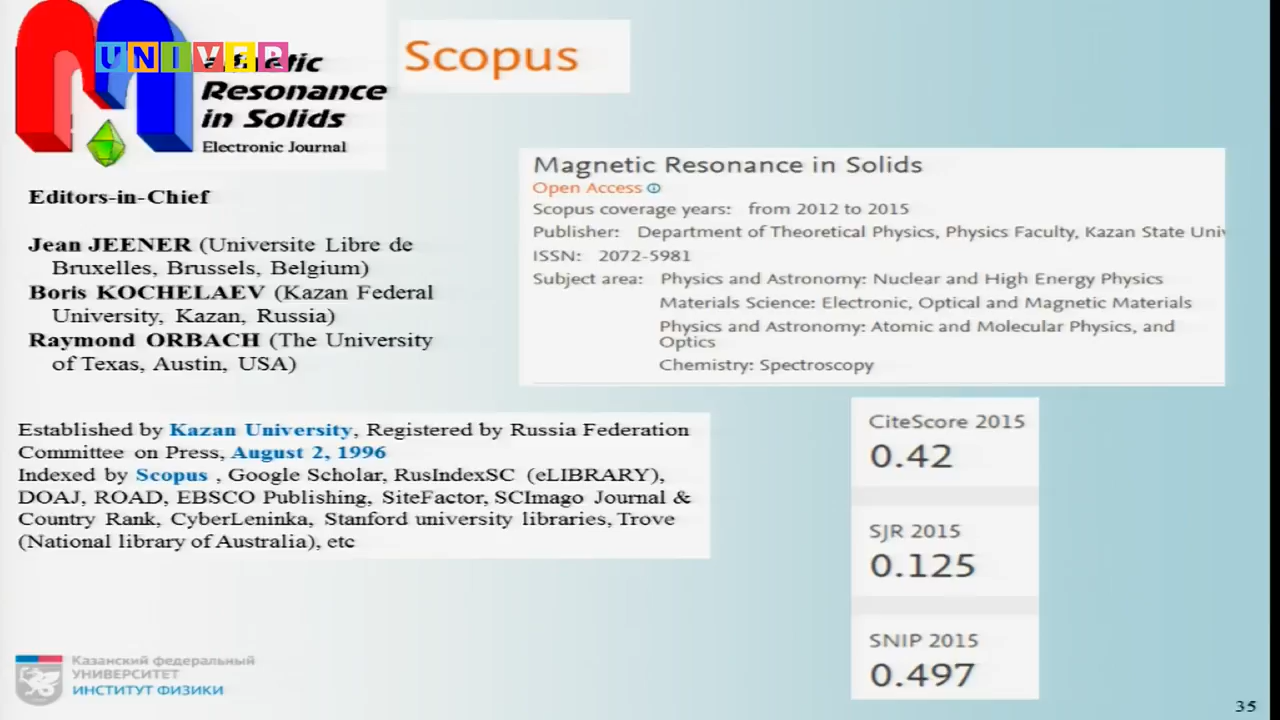 UNIVER
Resonance
in Solids
Electronic Journal
Scopus
Editors-in-Chief
Jean JEENER (Universite Libre de
Bruxelles, Brussels, Belgium)
Boris KOCHELAEV (Kazan Federal
University, Kazan, Russia)
Raymond ORBACH (The University
of Texas, Austin, USA)
Magnetic Resonance in Solids
Open Access
Scopus coverage years: from 2012 to 2015
Publisher: Department of Theoretical Physics, Physics Faculty, Kazan State Univ
ISSN: 2072-5981
Subject area: Physics and Astronomy: Nuclear and High Energy Physics
Materials Science: Electronic, Optical and Magnetic Materials
Physics and Astronomy: Atomic and Molecular Physics, and
Optics
Chemistry: Spectroscopy
Established by Kazan University, Registered by Russia Federation
Committee on Press, August 2, 1996
Indexed by Scopus , Google Scholar, RusIndexSC (eLIBRARY),
DOAJ, ROAD, EBSCO Publishing, SiteFactor, SCImago Journal &
Country Rank, CyberLeninka, Stanford university libraries, Trove
(National library of Australia), etc
CiteScore 2015
0.42
SJR 2015
0.125
SNIP 2015
0.497
Казанский федеральный
УНИВЕРСИТЕТ
ИНСТИТУТ ФИЗИКИ
35